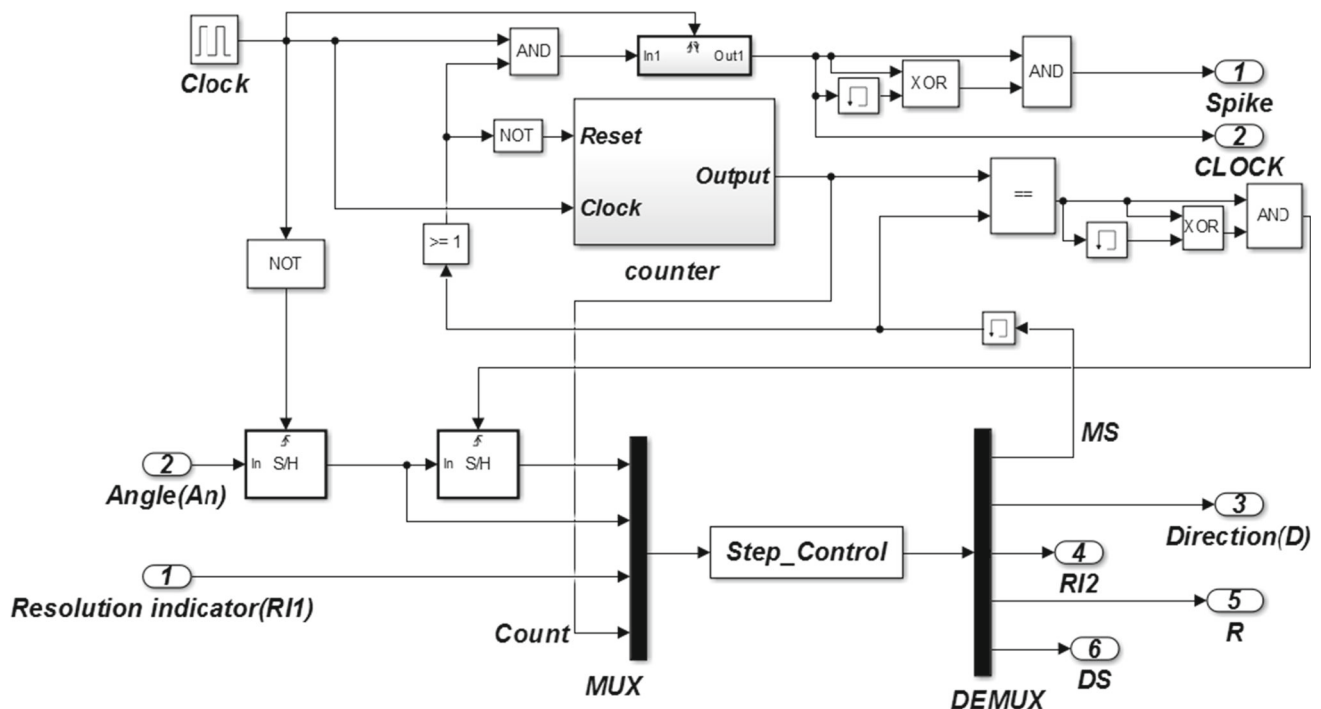 Clock
AND
In1
Out1
XOR
AND
1
Spike
2
CLOCK
NOT
Reset
Output
Clock
counter
>= 1
==
XOR
AND
NOT
MS
2
Angle(An)
In S/H
In S/H
1
Resolution indicator(RI1)
Count
MUX
Step_Control
DEMUX
3
Direction(D)
4
RI2
5
R
6
DS